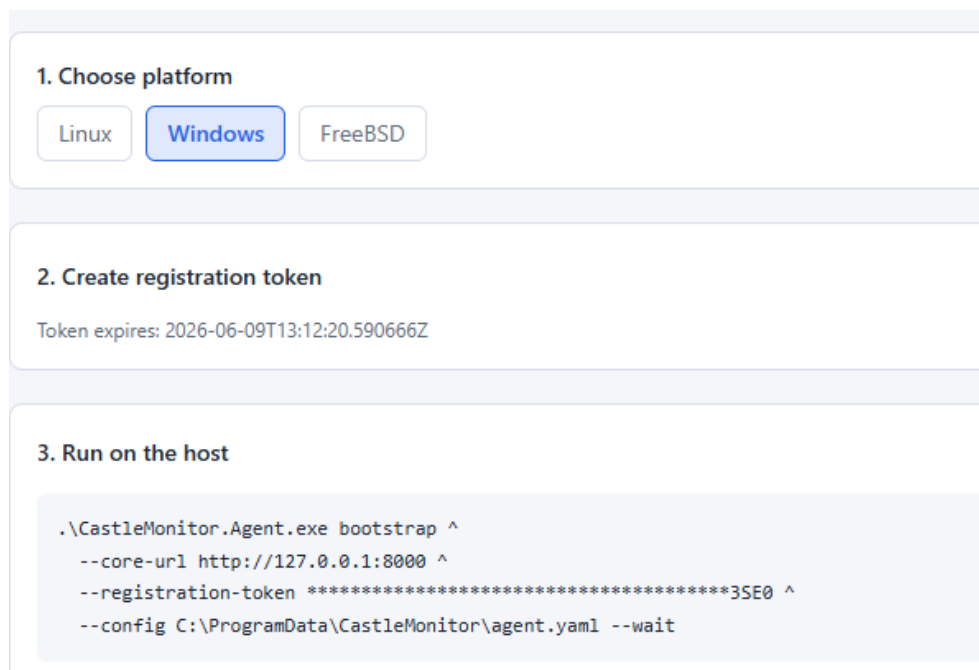 1. Choose platform
Linux Windows FreeBSD
2. Create registration token
Token expires: 2026-06-09T13:12:20.590666Z
3. Run on the host
.\CastleMonitor.Agent.exe bootstrap ^
--core-url http://127.0.0.1:8000 ^
--registration-token ***************************************3SE0 ^
--config C:\ProgramData\CastleMonitor\agent.yaml --wait